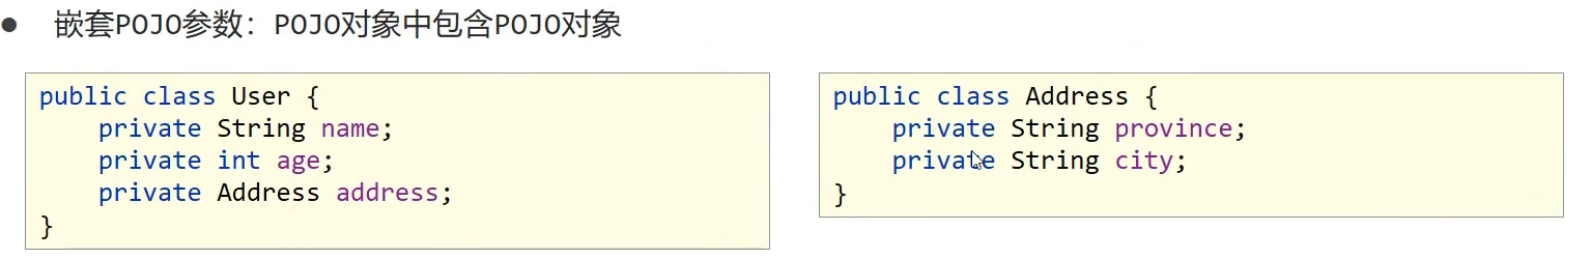 ● 嵌套POJO参数：POJO对象中包含POJO对象
public class User {
    private String name;
    private int age;
    private Address address;
}
public class Address {
    private String province;
    private String city;
}